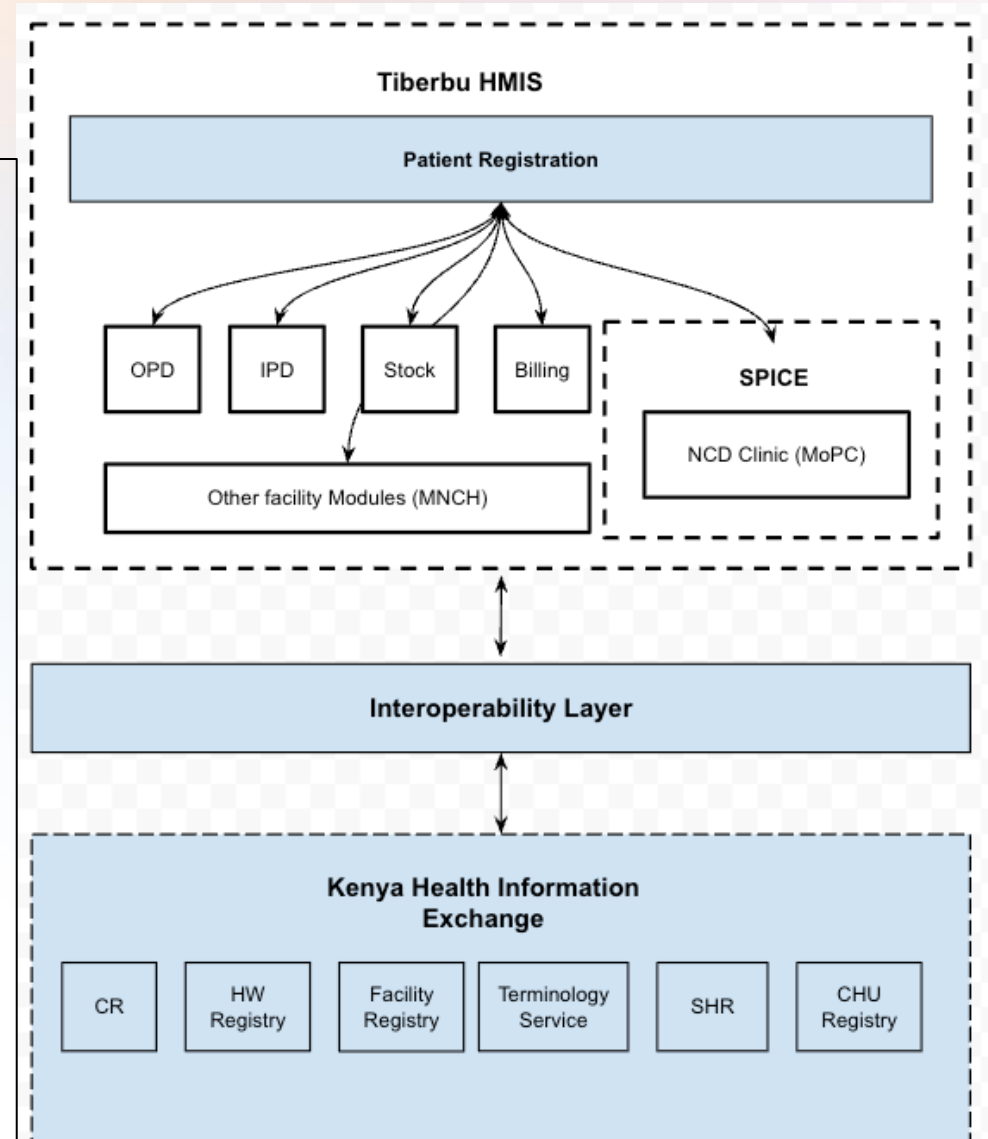 Tiberbu HMIS
Patient Registration
OPD
IPD
Stock
Billing
SPICE
NCD Clinic (MoPC)
Other facility Modules (MNCH)
Interoperability Layer
Kenya Health Information
Exchange
CR
HW
Registry
Facility
Registry
Terminology
Service
SHR
CHU
Registry